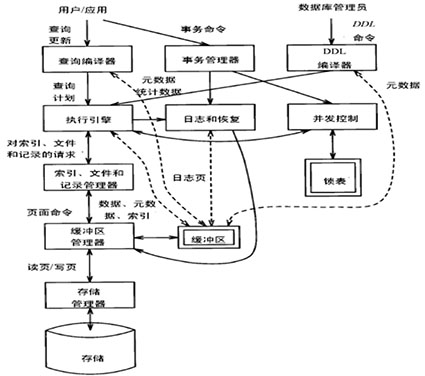 用户/应用
数据库管理员
查询
更新
事务命令
DDL
命令
查询编译器
事务管理器
DDL
编译器
查询
计划
元数据
统计数据
元数据
执行引擎
日志和恢复
并发控制
对索引、文件
和记录的请求
索引、文件和
记录管理器
日志页
锁表
页面命令
数据、元数
据、索引
缓冲区
管理器
缓冲区
读页/写页
存储
管理器
存储